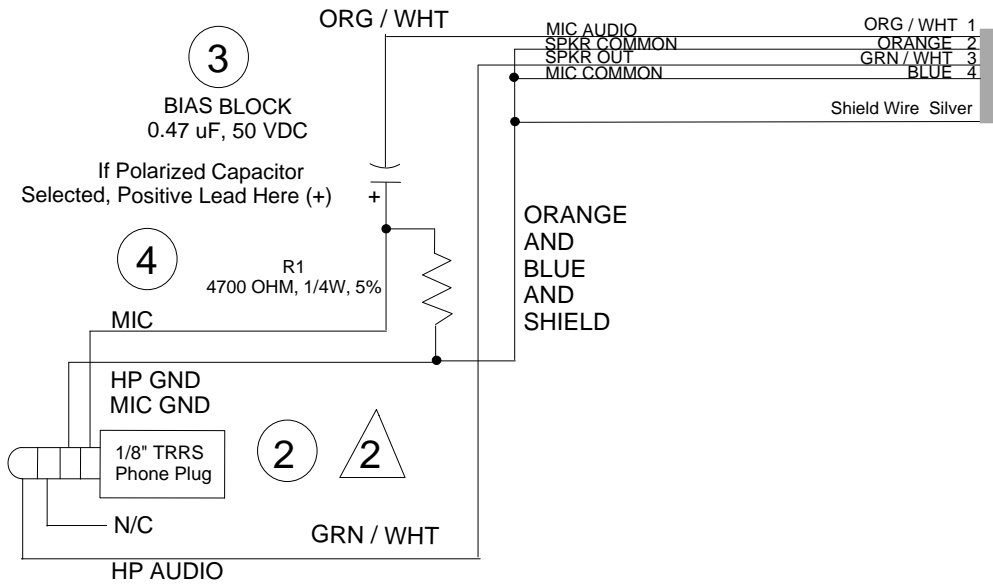 ORG / WHT
MIC AUDIO
ORG / WHT 1
SPKR COMMON
ORANGE 2
SPKR OUT
GRN / WHT 3
MIC COMMON
BLUE 4
Shield Wire Silver
3
BIAS BLOCK
0.47 uF, 50 VDC
If Polarized Capacitor
Selected, Positive Lead Here (+)
+
ORANGE
AND
BLUE
AND
SHIELD
4
R1
4700 OHM, 1/4W, 5%
MIC
HP GND
MIC GND
1/8" TRRS
Phone Plug
2
2
N/C
GRN / WHT
HP AUDIO